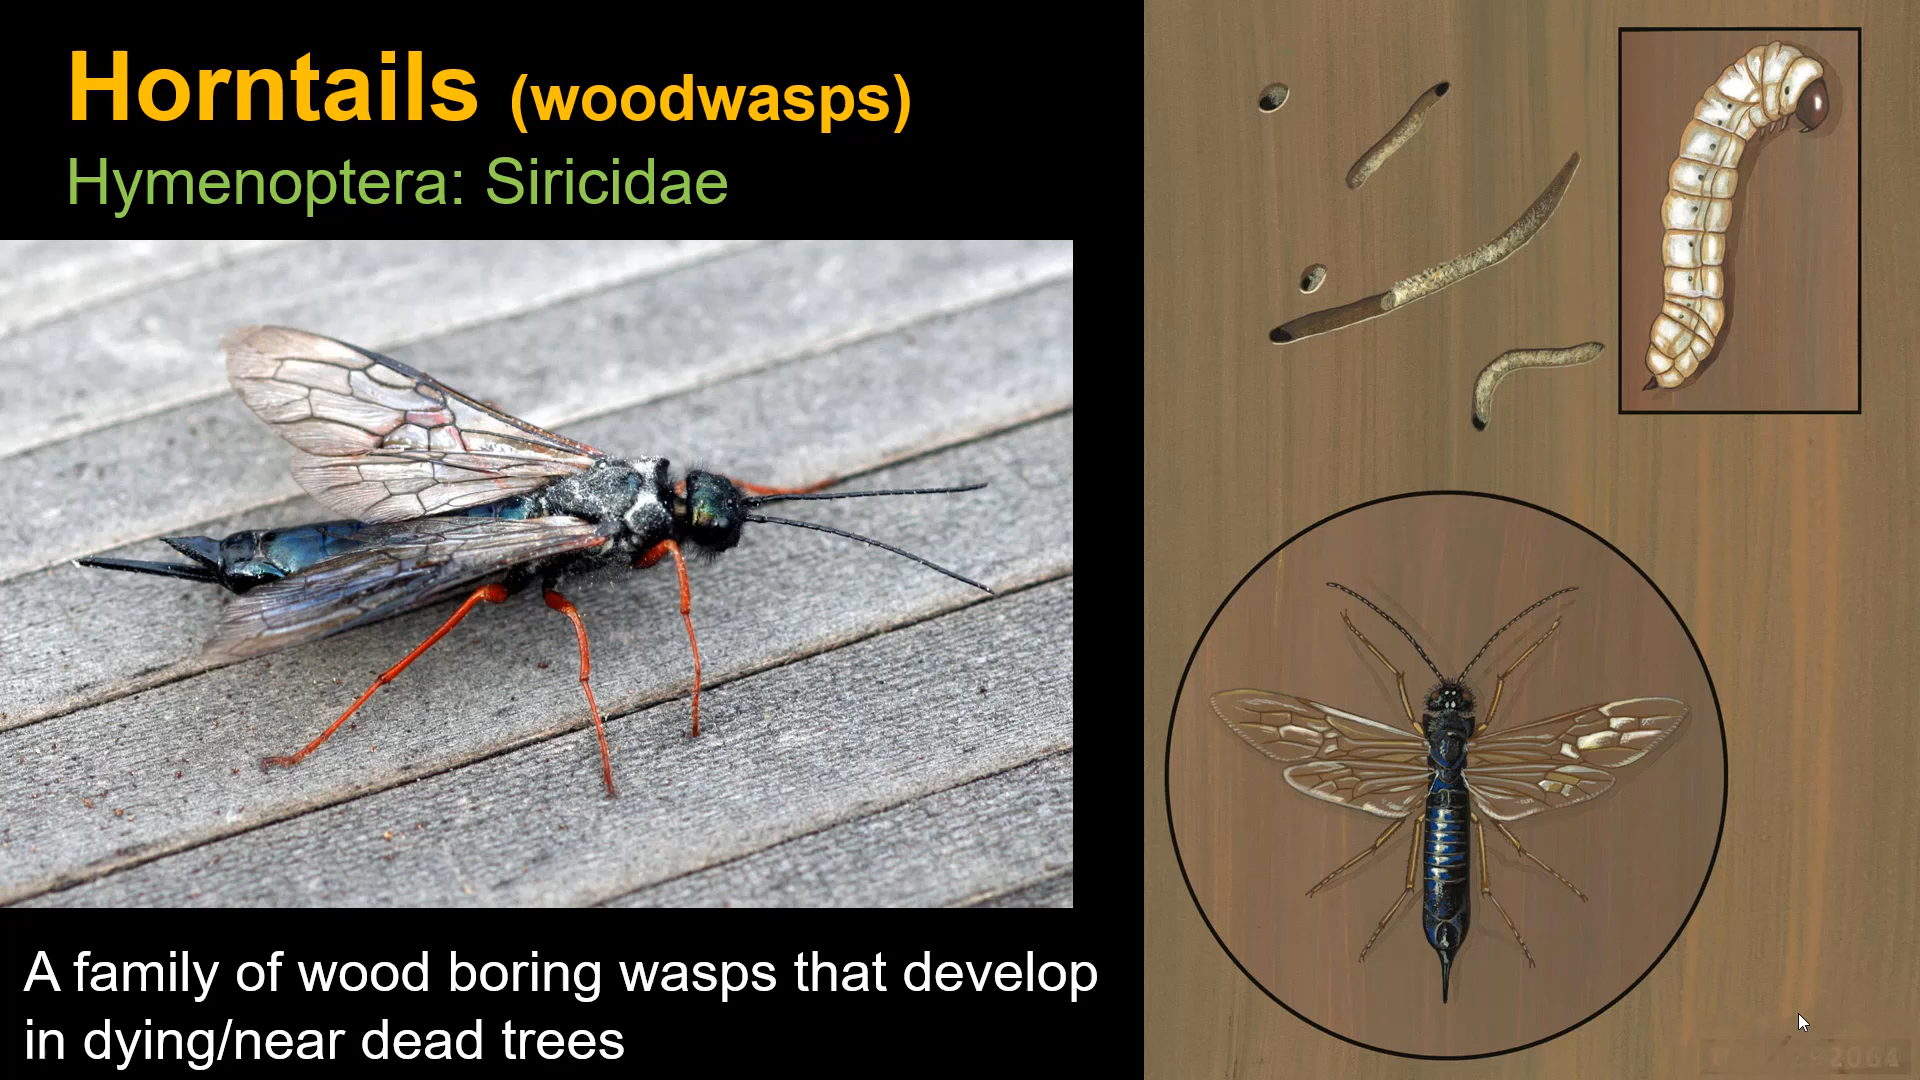 Horntails (woodwasps)
Hymenoptera: Siricidae
A family of wood boring wasps that develop
in dying/near dead trees